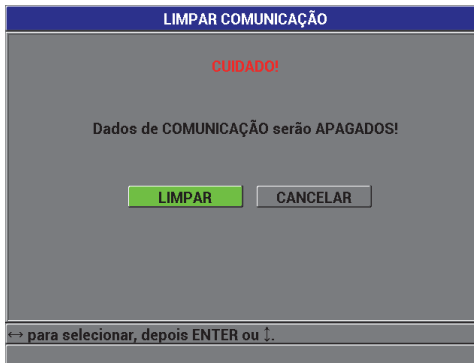 LIMPAR COMUNICAÇÃO
CUIDADO!
Dados de COMUNICAÇÃO serão APAGADOS!
LIMPAR CANCELAR
↔ para selecionar, depois ENTER ou ↕.